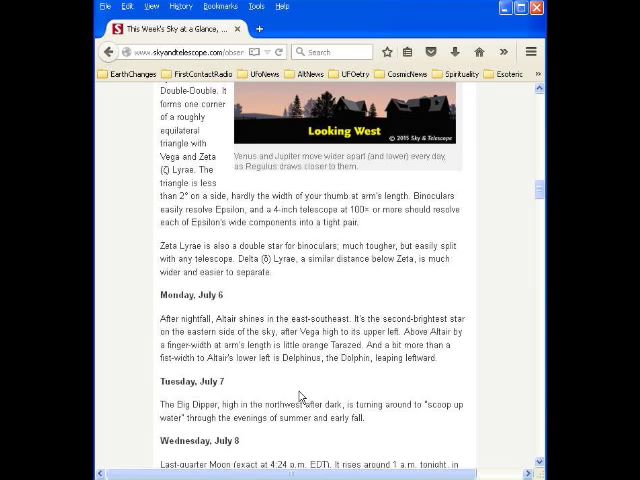 File Edit View History Bookmarks Tools Help
This Week's Sky at a Glance, ...
www.skyandtelescope.com/obser
Search
EarthChanges FirstContactRadio UfoNews AltNews UFOetry CosmicNews Spirituality Esoteric
Double-Double. It
forms one corner
of a roughly
equilateral
triangle with
Vega and Zeta
(ζ) Lyrae. The
triangle is less
Looking West
© 2015 Sky & Telescope
Venus and Jupiter move wider apart (and lower) every day,
as Regulus draws closer to them.
than 2° on a side, hardly the width of your thumb at arm's length. Binoculars
easily resolve Epsilon, and a 4-inch telescope at 100× or more should resolve
each of Epsilon's wide components into a tight pair.
Zeta Lyrae is also a double star for binoculars; much tougher, but easily split
with any telescope. Delta (δ) Lyrae, a similar distance below Zeta, is much
wider and easier to separate.
Monday, July 6
After nightfall, Altair shines in the east-southeast. It's the second-brightest star
on the eastern side of the sky, after Vega high to its upper left. Above Altair by
a finger-width at arm's length is little orange Tarazed. And a bit more than a
fist-width to Altair's lower left is Delphinus, the Dolphin, leaping leftward.
Tuesday, July 7
The Big Dipper, high in the northwest after dark, is turning around to "scoop up
water" through the evenings of summer and early fall.
Wednesday, July 8
Last-quarter Moon (exact at 4:24 p.m. EDT). It rises around 1 a.m. tonight, in